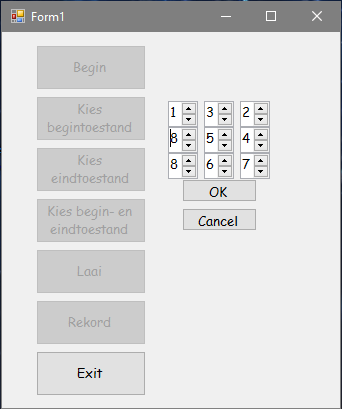 Form1
Begin
Kies
begintoestand
Kies
eindtoestand
Kies begin- en
eindtoestand
Laai
Rekord
Exit
1 3 2
8 5 4
8 6 7
OK
Cancel